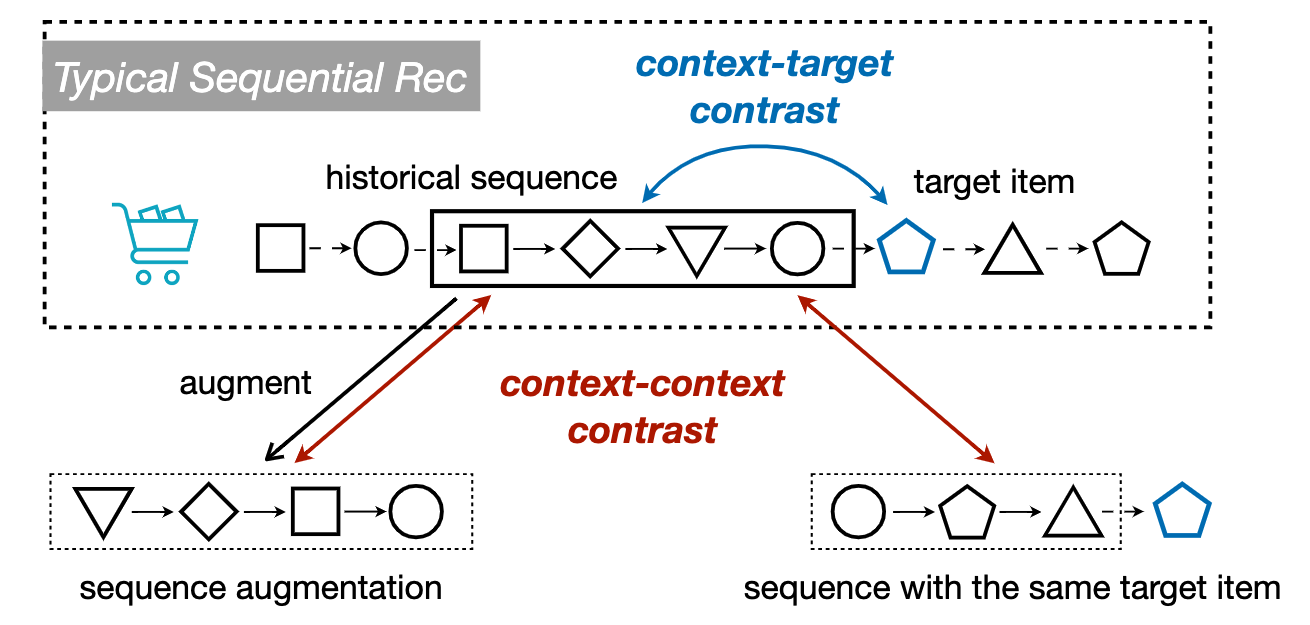 Typical Sequential Rec
context-target
contrast
historical sequence
target item
augment
context-context
contrast
sequence augmentation
sequence with the same target item